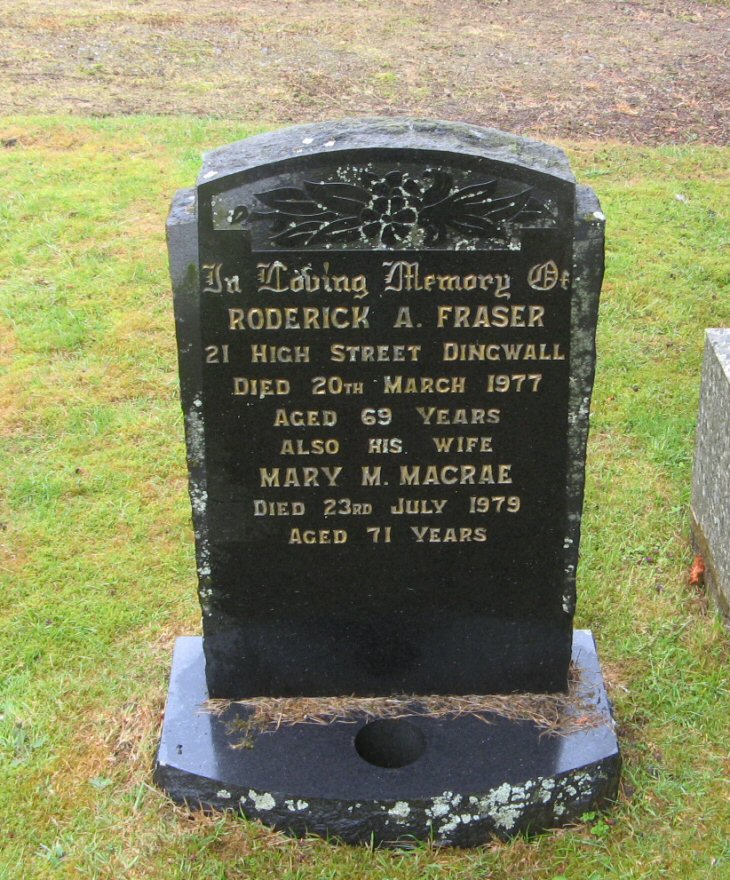 In Loving Memory Of
RODERICK A. FRASER
21 HIGH STREET DINGWALL
DIED 20TH MARCH 1977
AGED 69 YEARS
ALSO HIS WIFE
MARY M. MACRAE
DIED 23RD JULY 1979
AGED 71 YEARS